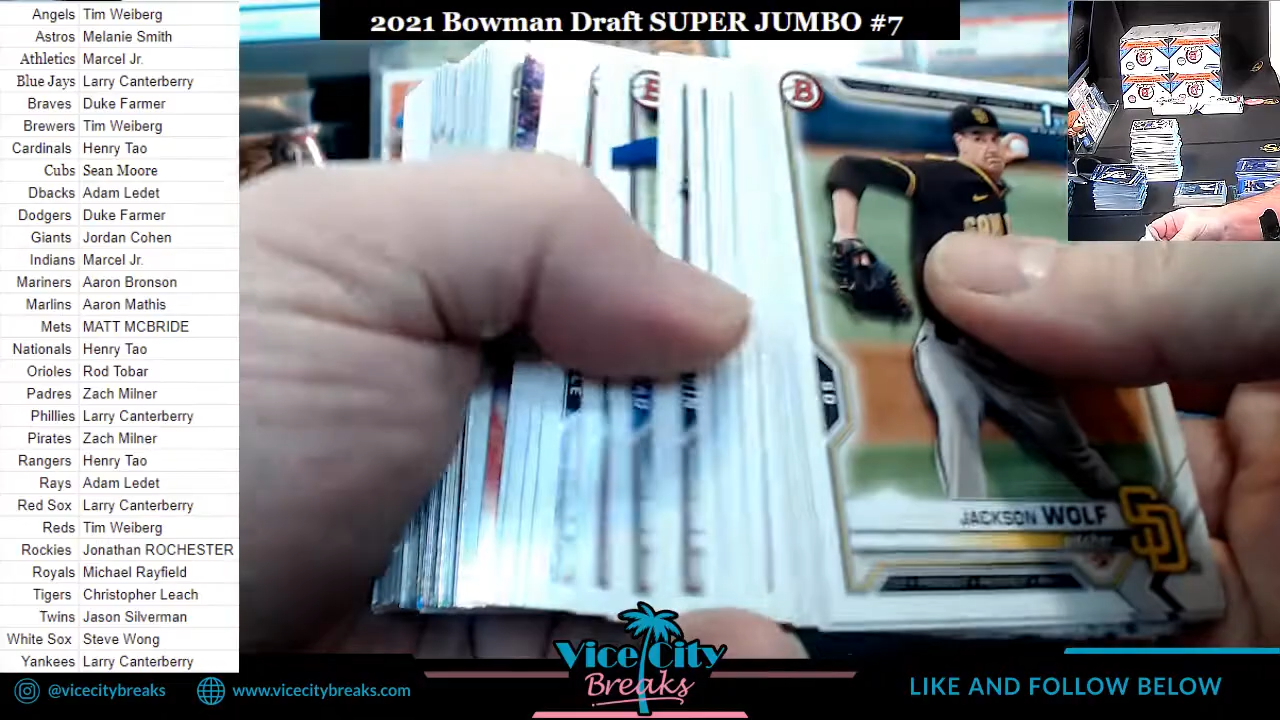 2021 Bowman Draft SUPER JUMBO #7
Angels Tim Weiberg
Astros Melanie Smith
Athletics Marcel Jr.
Blue Jays Larry Canterberry
Braves Duke Farmer
Brewers Tim Weiberg
Cardinals Henry Tao
Cubs Sean Moore
Dbacks Adam Ledet
Dodgers Duke Farmer
Giants Jordan Cohen
Indians Marcel Jr.
Mariners Aaron Bronson
Marlins Aaron Mathis
Mets MATT MCBRIDE
Nationals Henry Tao
Orioles Rod Tobar
Padres Zach Milner
Phillies Larry Canterberry
Pirates Zach Milner
Rangers Henry Tao
Rays Adam Ledet
Red Sox Larry Canterberry
Reds Tim Weiberg
Rockies Jonathan ROCHESTER
Royals Michael Rayfield
Tigers Christopher Leach
Twins Jason Silverman
White Sox Steve Wong
Yankees Larry Canterberry
B
1st
BD
JACKSON WOLF
pitcher
SD
@vicecitybreaks
www.vicecitybreaks.com
Vice City
Breaks
LIKE AND FOLLOW BELOW